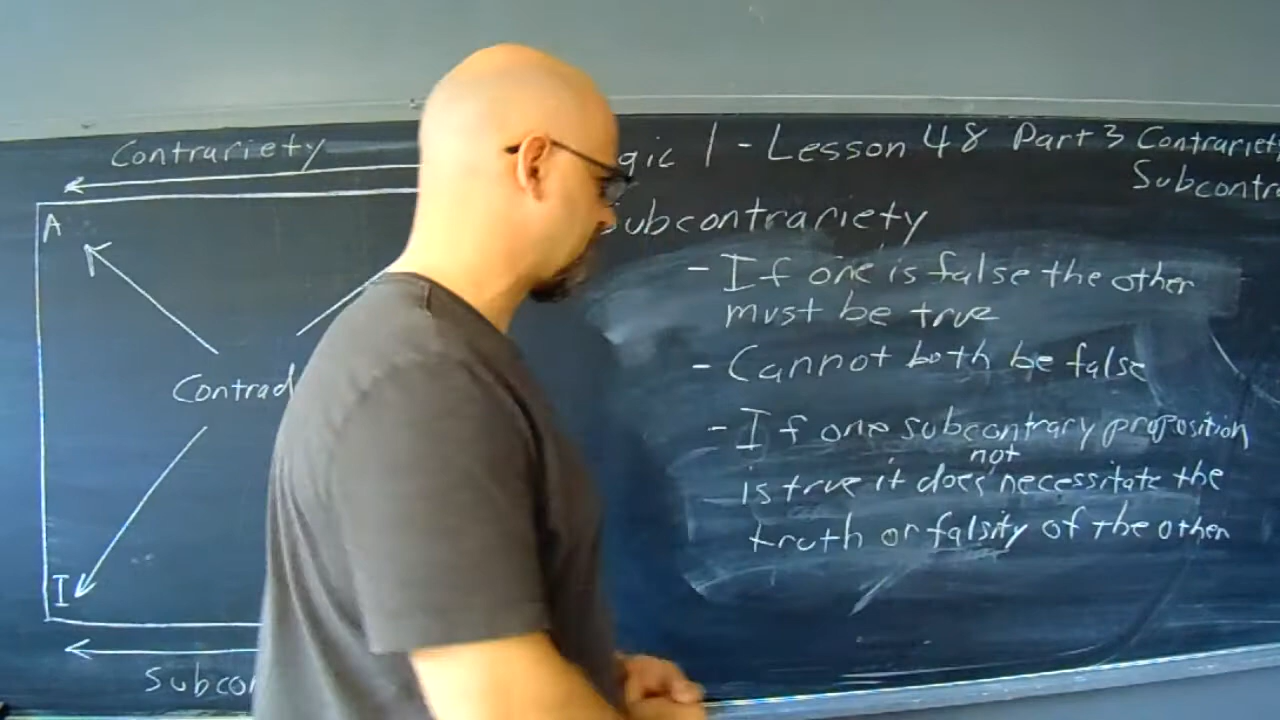 Contrariety
A
Contrad
I
Subcon
gic 1 - Lesson 48 Part 3 Contrariet
Subcontra
Subcontrariety
- If one is false the other
must be true
- Cannot both be false
- If one subcontrary proposition
not
is true it does necessitate the
truth or falsity of the other